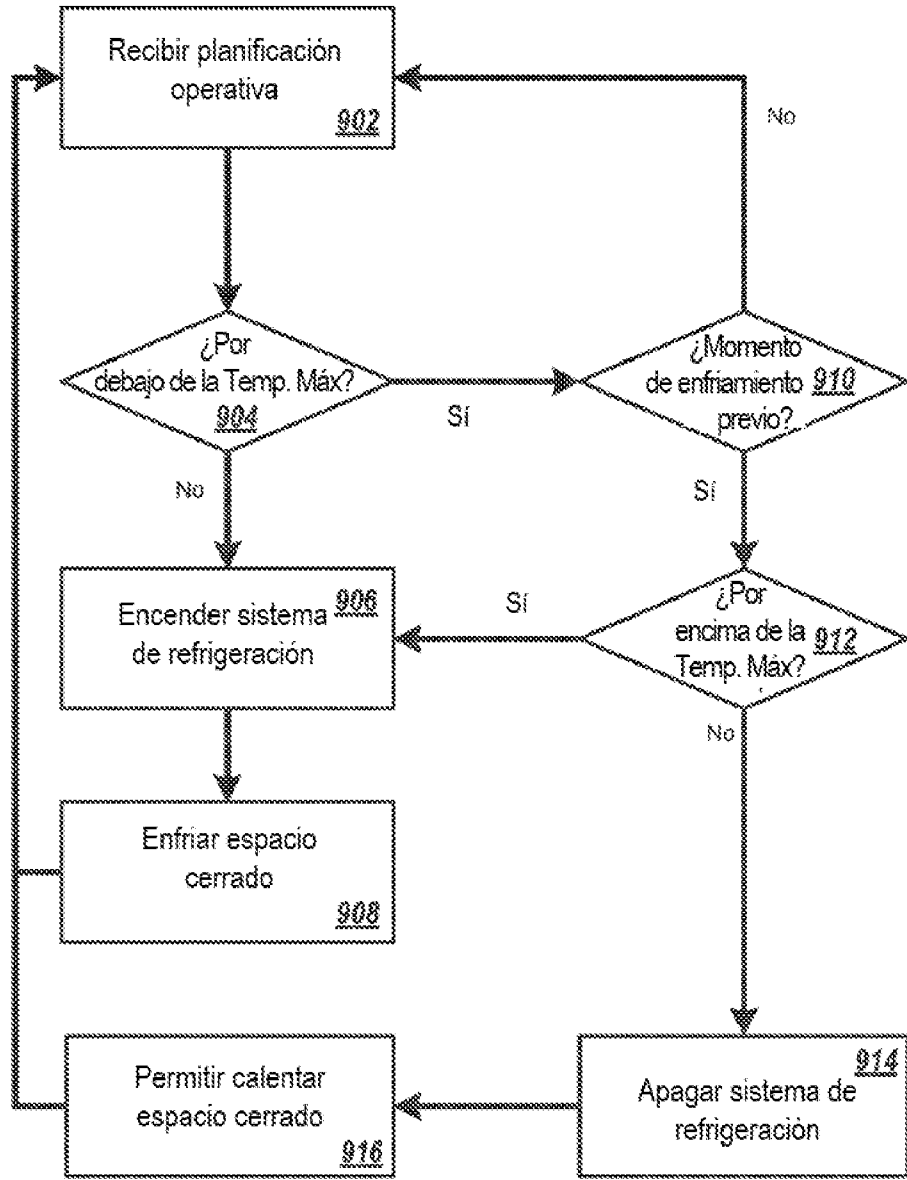 Recibir planificación
operativa
902
No
¿Por
debajo de la Temp. Máx?
904
Sí
¿Momento
de enfriamiento 910
previo?
No
Sí
906
Encender sistema
de refrigeración
Sí
¿Por
encima de la 912
Temp. Máx?
No
Enfriar espacio
cerrado
908
Permitir calentar
espacio cerrado
916
914
Apagar sistema de
refrigeración